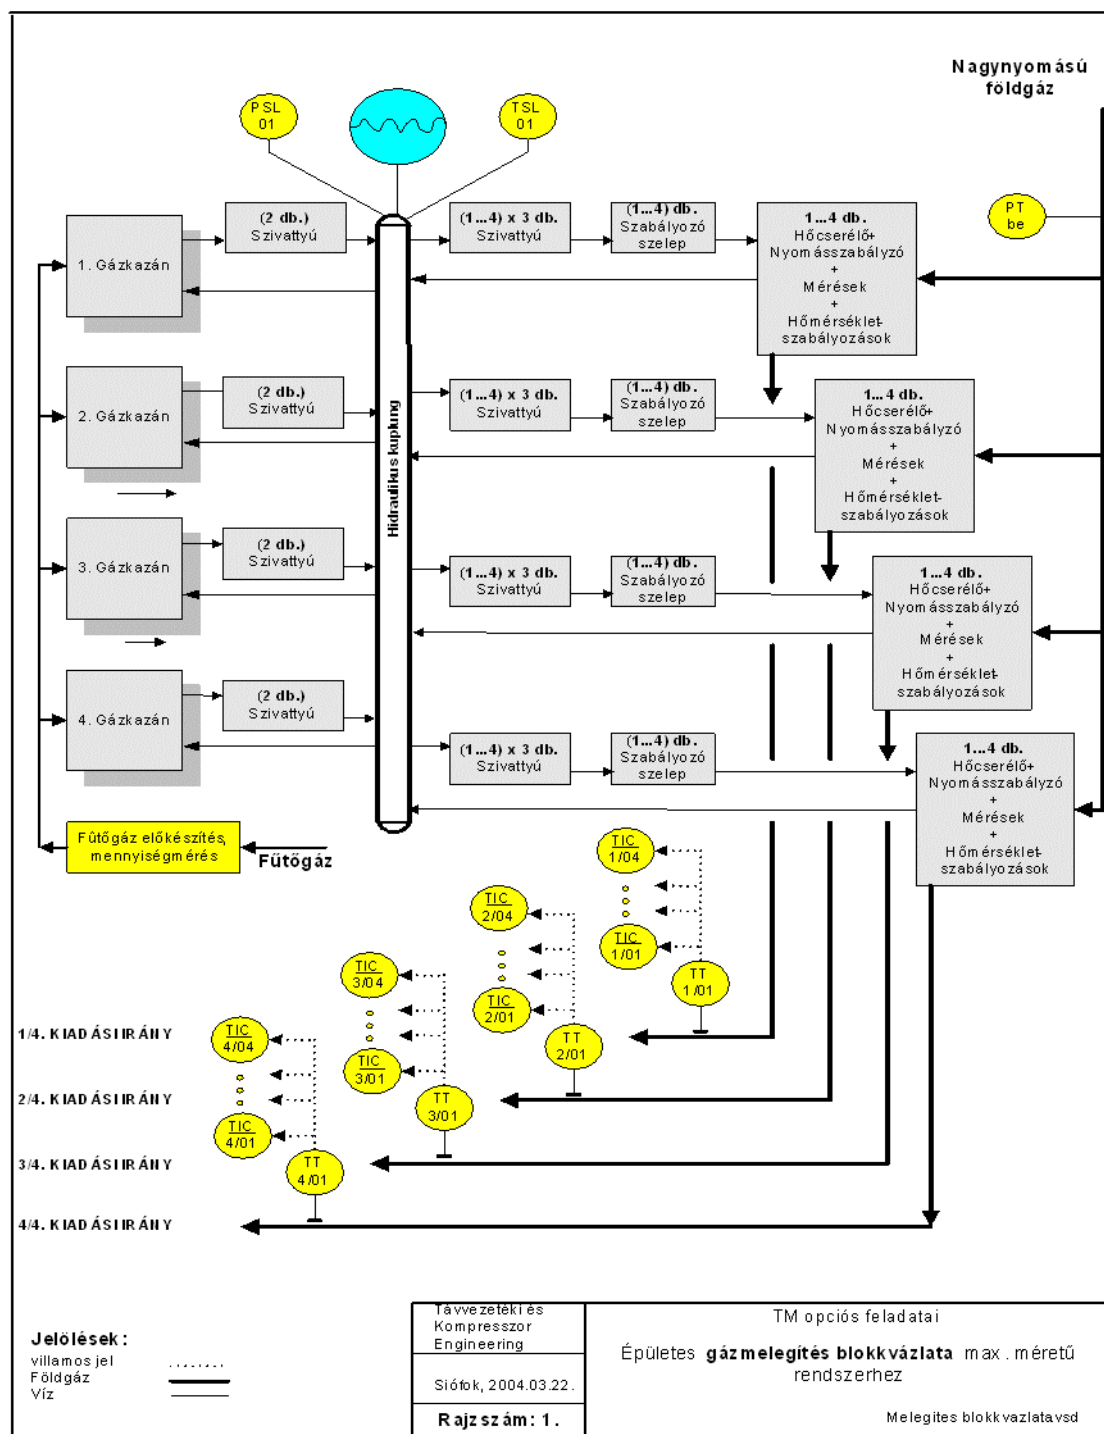 Nagynyomású
földgáz
PSL
01
TSL
01
PT
be
1. Gázkazán
(2 db.)
Szivattyú
(1...4) x 3 db.
Szivattyú
(1...4) db.
Szabályozó
szelep
1...4 db.
Hőcserélő+
Nyomásszabályzó
+
Mérések
+
Hőmérséklet-
szabályozások
2. Gázkazán
(2 db.)
Szivattyú
(1...4) x 3 db.
Szivattyú
(1...4) db.
Szabályozó
szelep
1...4 db.
Hőcserélő+
Nyomásszabályzó
+
Mérések
+
Hőmérséklet-
szabályozások
Hidraulikus kuplung
3. Gázkazán
(2 db.)
Szivattyú
(1...4) x 3 db.
Szivattyú
(1...4) db.
Szabályozó
szelep
1...4 db.
Hőcserélő+
Nyomásszabályzó
+
Mérések
+
Hőmérséklet-
szabályozások
4. Gázkazán
(2 db.)
Szivattyú
(1...4) x 3 db.
Szivattyú
(1...4) db.
Szabályozó
szelep
1...4 db.
Hőcserélő+
Nyomásszabályzó
+
Mérések
+
Hőmérséklet-
szabályozások
Fûtőgáz előkészítés,
mennyiségmérés
Fûtőgáz
TIC
1/04
TIC
1/01
TT
1/01
TIC
2/04
TIC
2/01
TT
2/01
TIC
3/04
TIC
3/01
TT
3/01
TIC
4/04
TIC
4/01
TT
4/01
1/4. KIADÁSI IRÁNY
2/4. KIADÁSI IRÁNY
3/4. KIADÁSI IRÁNY
4/4. KIADÁSI IRÁNY
Jelölések:
villamos jel
Földgáz
Víz
Távvezetéki és
Kompresszor
Engineering
Siófok, 2004.03.22.
Rajzszám: 1.
TM opciós feladatai
Épületes gázmelegítés blokkvázlata max. méretű
rendszerhez
Melegites blokkvazlata.vsd